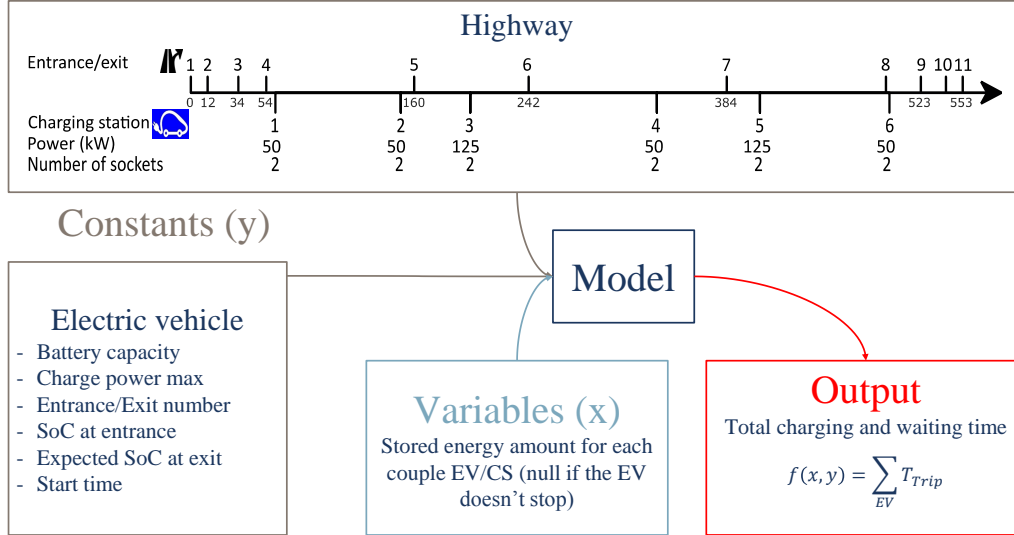 Highway
Entrance/exit 1 2 3 4 5 6 7 8 9 10 11
0 12 34 54 160 242 384 523 553
Charging station 1 2 3 4 5 6
Power (kW) 50 50 125 50 125 50
Number of sockets 2 2 2 2 2 2
Constants (y)
Model
Electric vehicle
- Battery capacity
- Charge power max
- Entrance/Exit number
- SoC at entrance
- Expected SoC at exit
- Start time
Variables (x)
Stored energy amount for each
couple EV/CS (null if the EV
doesn’t stop)
Output
Total charging and waiting time
f(x, y) = ∑ T_Trip
EV